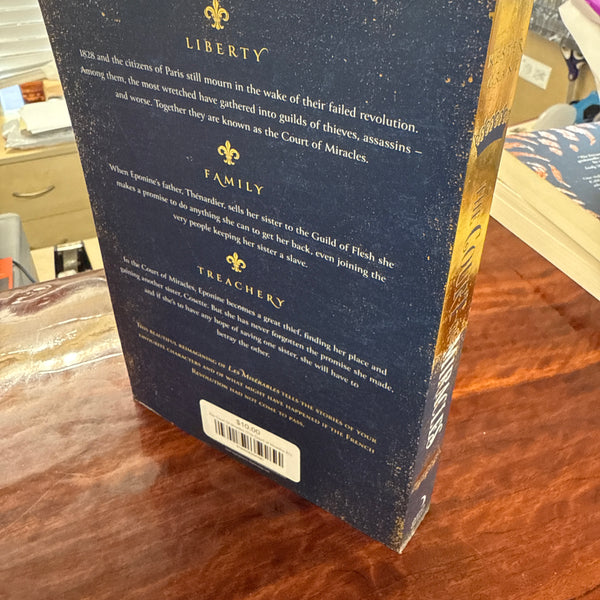 LIBERTY
1828 and the citizens of Paris still mourn in the wake of their failed revolution.
Among them, the most wretched have gathered into guilds of thieves, assassins –
and worse. Together they are known as the Court of Miracles.
FAMILY
When Eponine's father, Thénardier, sells her sister to the Guild of Flesh she
makes a promise to do anything she can to get her back, even joining the
very people keeping her sister a slave.
TREACHERY
In the Court of Miracles, Eponine becomes a great thief, finding her place and
gaining another sister, Cosette. But she has never forgotten the promise she made,
and if she's to have any hope of saving one sister, she will have to
betray the other.
This beautiful reimagining of Les Misérables tells the stories of your
favourite characters and of what might have happened if the French
Revolution had not come to pass.
$10.00
THE COURT OF
MIRACLES